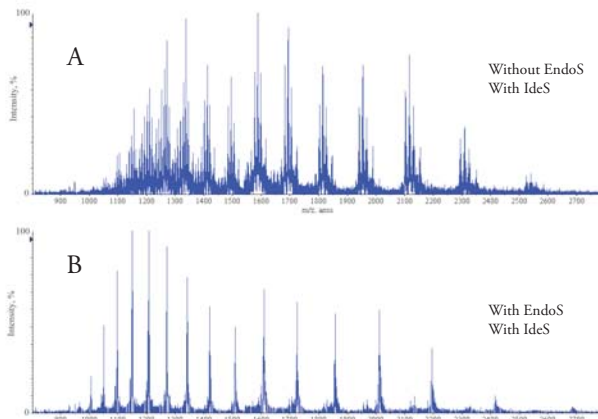 100
A
Without EndoS
With IdeS
Intensity, %
0
900 1000 1100 1200 1300 1400 1500 1600 1700 1800 1900 2000 2100 2200 2300 2400 2500 2600 2700
m/z, amu
100
B
With EndoS
With IdeS
Intensity, %
0